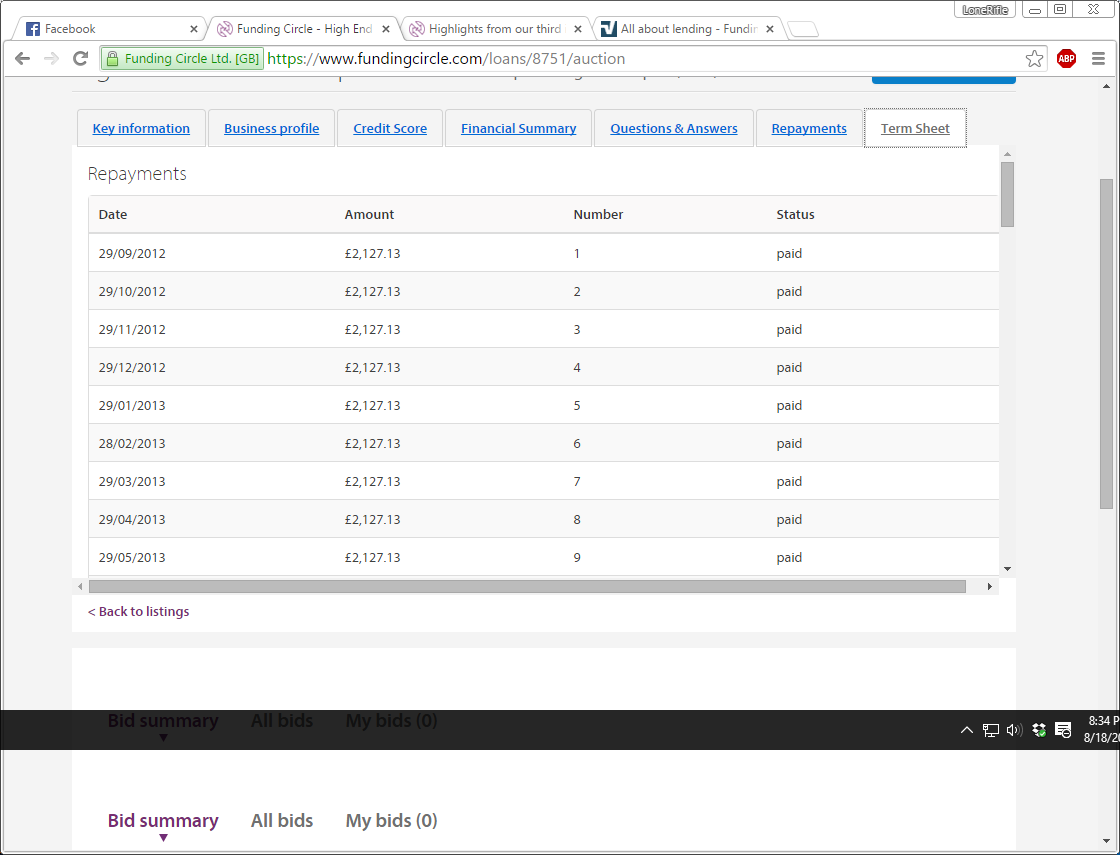 LoneRifle
Facebook
Funding Circle - High End
Highlights from our third
All about lending - Fundin
Funding Circle Ltd. [GB] https://www.fundingcircle.com/loans/8751/auction
ABP
Key information Business profile Credit Score Financial Summary Questions & Answers Repayments Term Sheet
Repayments
Date Amount Number Status
29/09/2012 £2,127.13 1 paid
29/10/2012 £2,127.13 2 paid
29/11/2012 £2,127.13 3 paid
29/12/2012 £2,127.13 4 paid
29/01/2013 £2,127.13 5 paid
28/02/2013 £2,127.13 6 paid
29/03/2013 £2,127.13 7 paid
29/04/2013 £2,127.13 8 paid
29/05/2013 £2,127.13 9 paid
< Back to listings
Bid summary All bids My bids (0)
8:34 P
8/18/20
Bid summary All bids My bids (0)